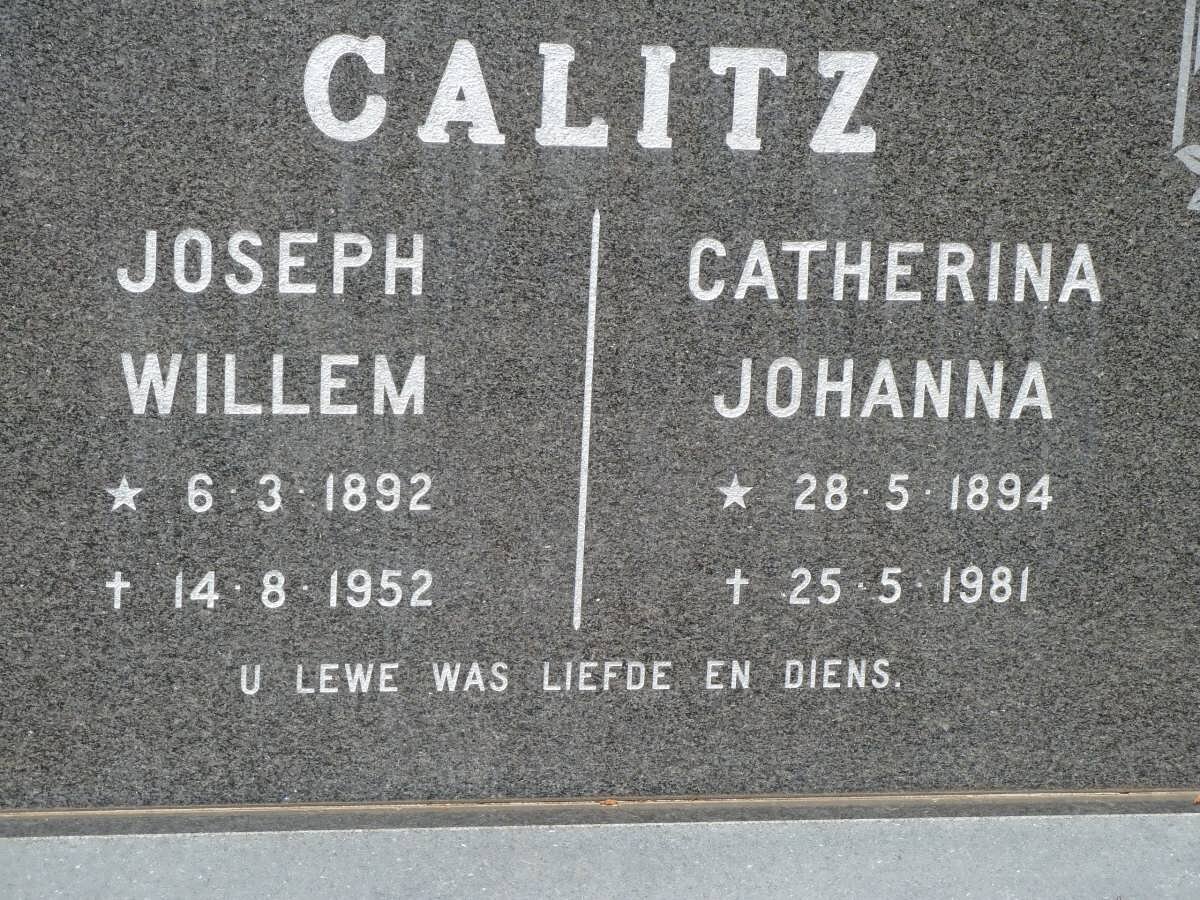 CALITZ
JOSEPH
WILLEM
★ 6·3·1892
✝ 14·8·1952
CATHERINA
JOHANNA
★ 28·5·1894
✝ 25·5·1981
U LEWE WAS LIEFDE EN DIENS.